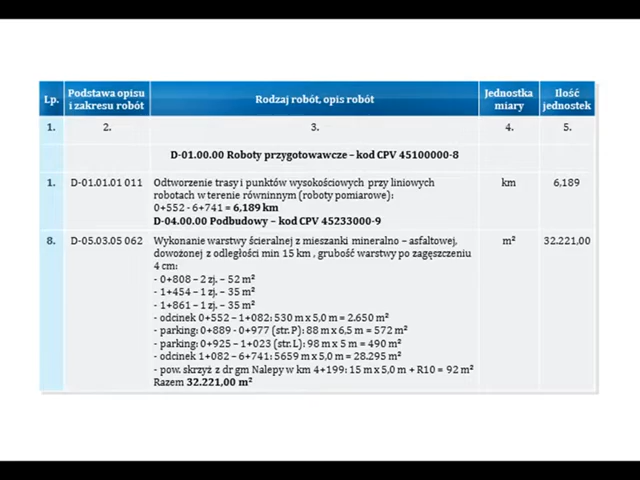 Lp. Podstawa opisu i zakresu robót Rodzaj robót, opis robót Jednostka miary Ilość jednostek
1. 2. 3. 4. 5.
D-01.00.00 Roboty przygotowawcze – kod CPV 45100000-8
1. D-01.01.01 011 Odtworzenie trasy i punktów wysokościowych przy liniowych km 6,189
robotach w terenie równinnym (roboty pomiarowe):
0+552 - 6+741 = 6,189 km
D-04.00.00 Podbudowy – kod CPV 45233000-9
8. D-05.03.05 062 Wykonanie warstwy ścieralnej z mieszanki mineralno – asfaltowej, m² 32.221,00
dowożonej z odległości min 15 km , grubość warstwy po zagęszczeniu
4 cm:
- 0+808 – 2 zj. – 52 m²
- 1+454 – 1 zj. – 35 m²
- 1+861 – 1 zj. – 35 m²
- odcinek 0+552 – 1+082: 530 m x 5,0 m = 2.650 m²
- parking: 0+889 - 0+977 (str. P): 88 m x 6,5 m = 572 m²
- parking: 0+925 – 1+023 (str. L): 98 m x 5 m = 490 m²
- odcinek 1+082 – 6+741: 5659 m x 5,0 m = 28.295 m²
- pow. skrzyż z dr gm Nalepy w km 4+199: 15 m x 5,0 m + R10 = 92 m²
Razem 32.221,00 m²